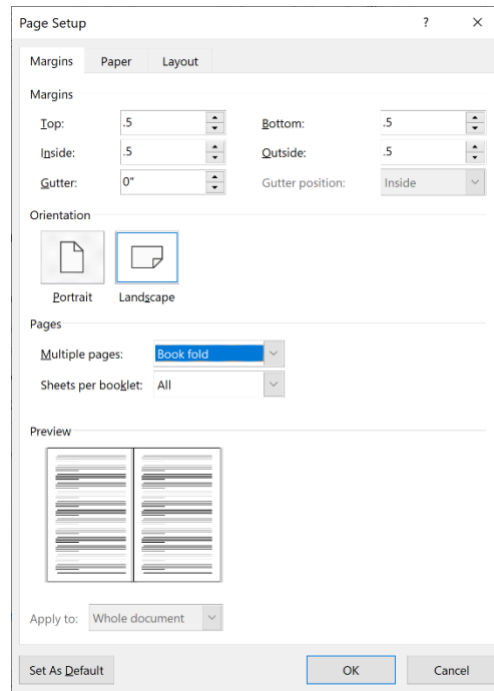 Page Setup ? ×
Margins Paper Layout
Margins
Top: .5 Bottom: .5
Inside: .5 Outside: .5
Gutter: 0" Gutter position: Inside
Orientation
Portrait Landscape
Pages
Multiple pages: Book fold
Sheets per booklet: All
Preview
Apply to: Whole document
Set As Default OK Cancel